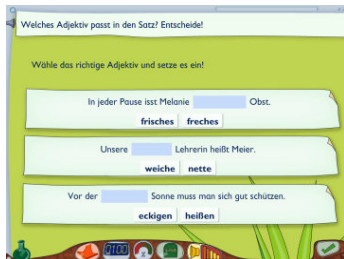 Welches Adjektiv passt in den Satz? Entscheide!
Wähle das richtige Adjektiv und setze es ein!
In jeder Pause isst Melanie Obst.
frisches freches
Unsere Lehrerin heißt Meier.
weiche nette
Vor der Sonne muss man sich gut schützen.
eckigen heißen